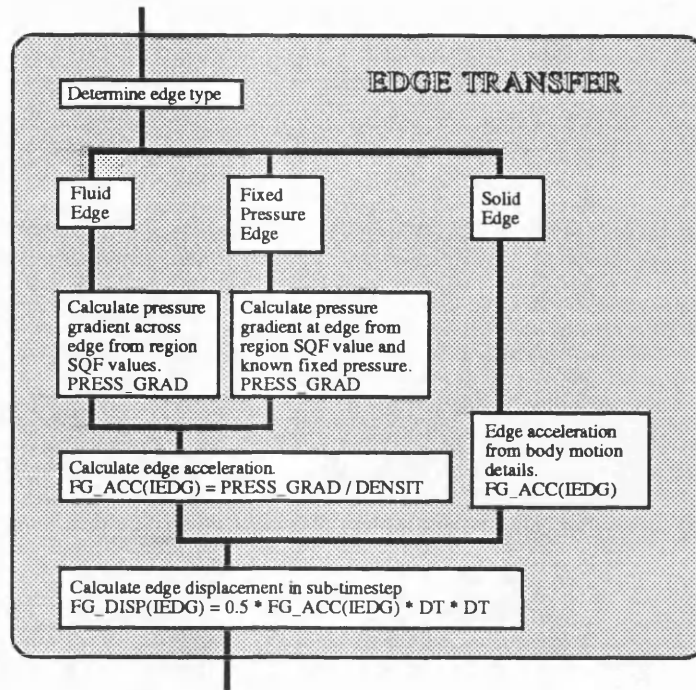 EDGE TRANSFER
Determine edge type
Fluid
Edge
Fixed
Pressure
Edge
Solid
Edge
Calculate pressure
gradient across
edge from region
SQF values.
PRESS_GRAD
Calculate pressure
gradient at edge from
region SQF value and
known fixed pressure.
PRESS_GRAD
Edge acceleration
from body motion
details.
FG_ACC(IEDG)
Calculate edge acceleration.
FG_ACC(IEDG) = PRESS_GRAD / DENSIT
Calculate edge displacement in sub-timestep
FG_DISP(IEDG) = 0.5 * FG_ACC(IEDG) * DT * DT